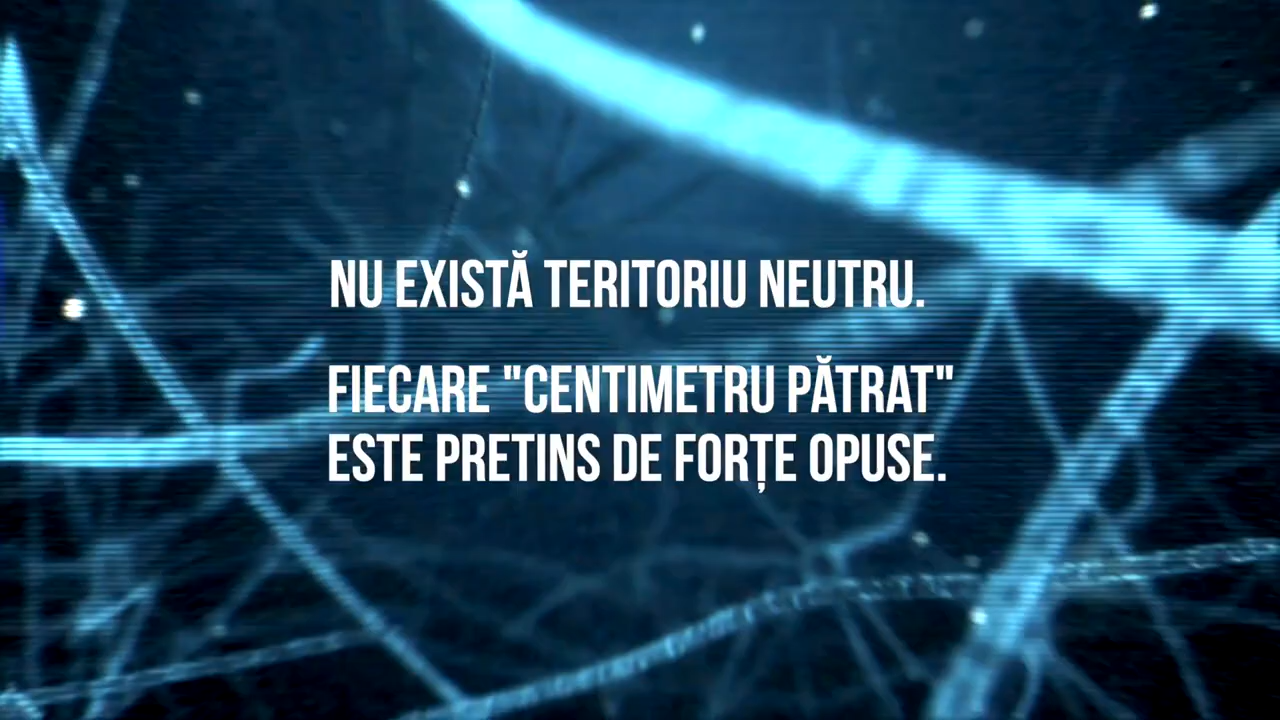 NU EXISTĂ TERITORIU NEUTRU.
FIECARE "CENTIMETRU PĂTRAT"
ESTE PRETINS DE FORȚE OPUSE.